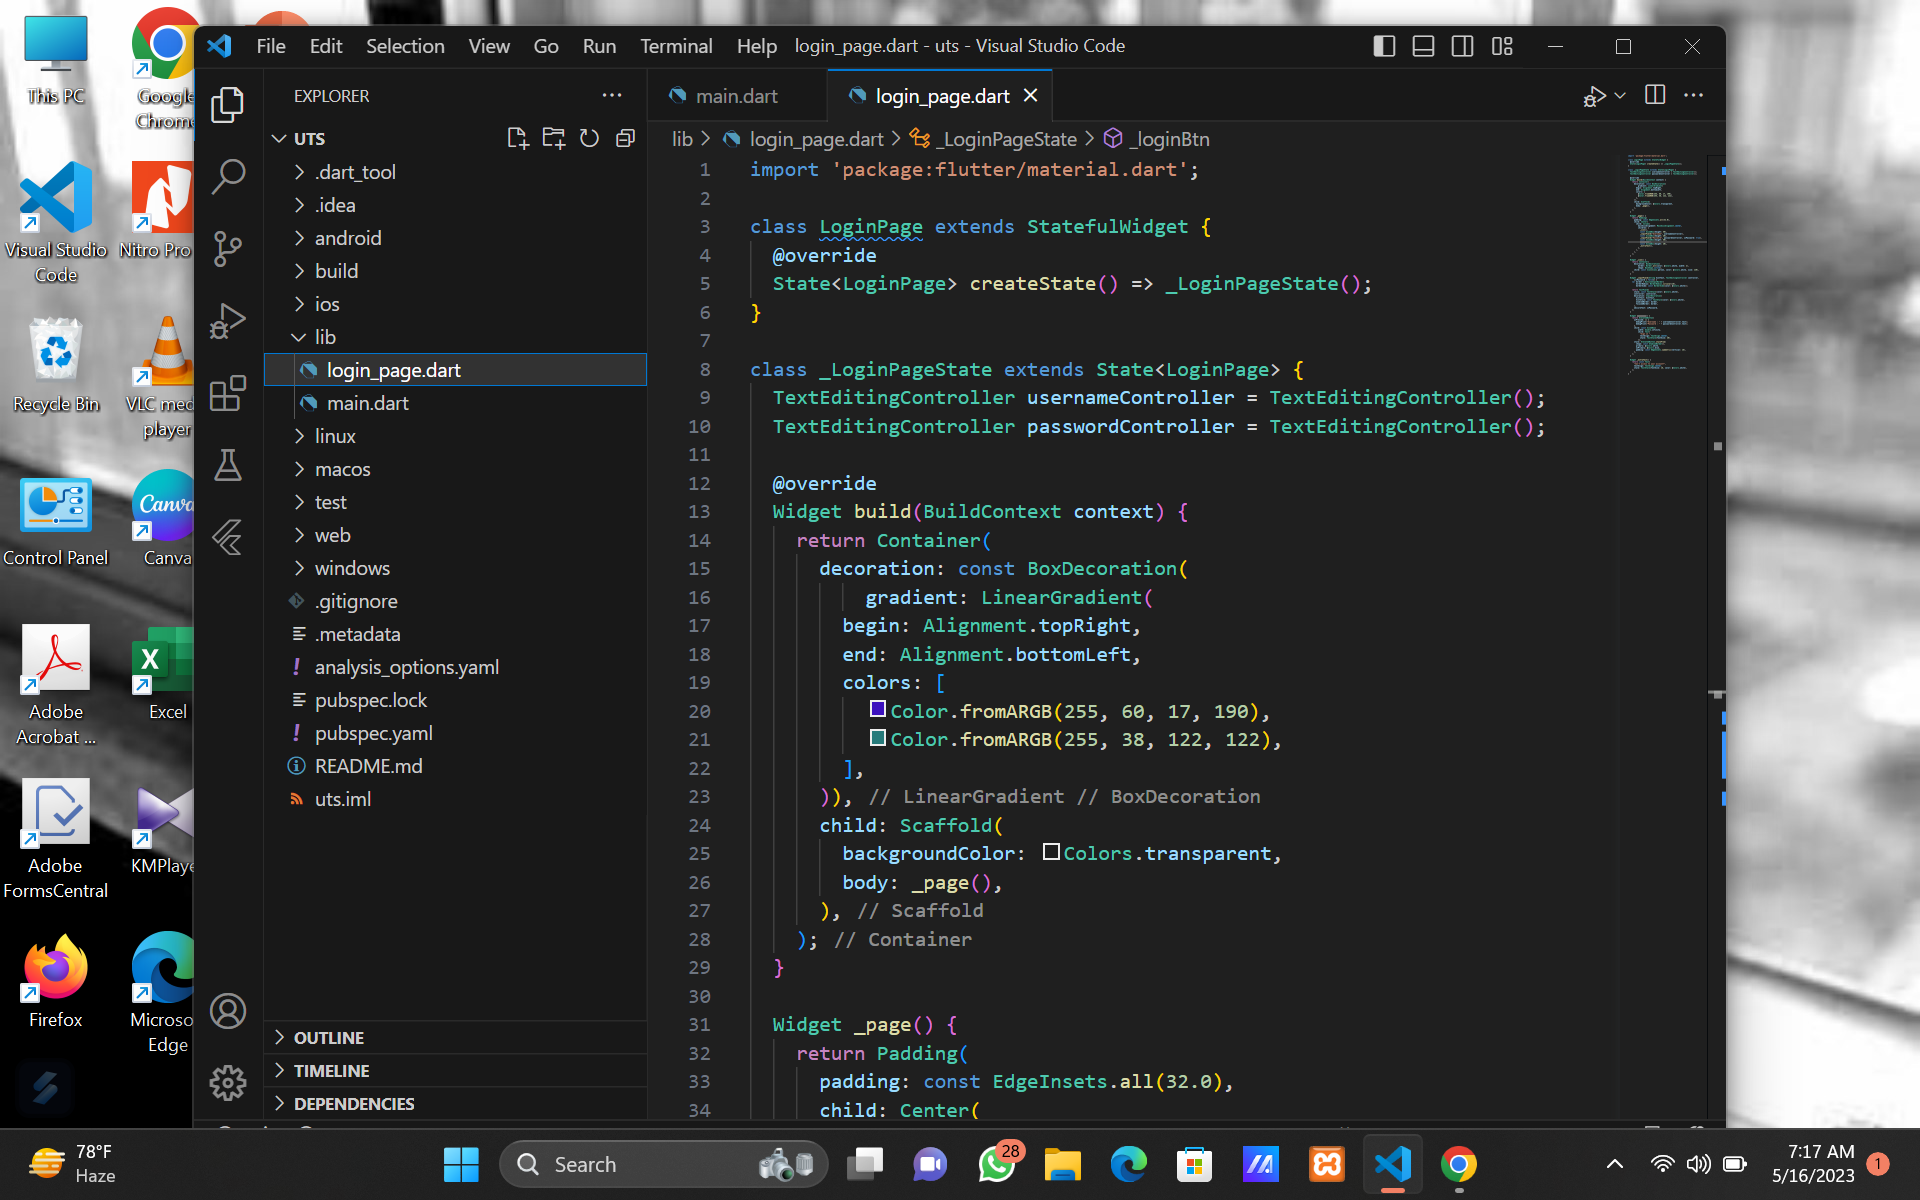 This PC
Google
Chrome
Visual Studio
Code
Nitro Pro
Recycle Bin
VLC med
player
Control Panel
Canva
Canva
Adobe
Acrobat ...
Excel
Adobe
FormsCentral
KMPlaye
Firefox
Microso
Edge
File Edit Selection View Go Run Terminal Help login_page.dart - uts - Visual Studio Code
EXPLORER
UTS
.dart_tool
.idea
android
build
ios
lib
login_page.dart
main.dart
linux
macos
test
web
windows
.gitignore
.metadata
! analysis_options.yaml
pubspec.lock
! pubspec.yaml
README.md
uts.iml
OUTLINE
TIMELINE
DEPENDENCIES
main.dart login_page.dart
lib > login_page.dart > _LoginPageState > _loginBtn
1 import 'package:flutter/material.dart';
2
3 class LoginPage extends StatefulWidget {
4 @override
5 State<LoginPage> createState() => _LoginPageState();
6 }
7
8 class _LoginPageState extends State<LoginPage> {
9 TextEditingController usernameController = TextEditingController();
10 TextEditingController passwordController = TextEditingController();
11
12 @override
13 Widget build(BuildContext context) {
14 return Container(
15 decoration: const BoxDecoration(
16 gradient: LinearGradient(
17 begin: Alignment.topRight,
18 end: Alignment.bottomLeft,
19 colors: [
20 Color.fromARGB(255, 60, 17, 190),
21 Color.fromARGB(255, 38, 122, 122),
22 ],
23 )), // LinearGradient // BoxDecoration
24 child: Scaffold(
25 backgroundColor: Colors.transparent,
26 body: _page(),
27 ), // Scaffold
28 ); // Container
29 }
30
31 Widget _page() {
32 return Padding(
33 padding: const EdgeInsets.all(32.0),
34 child: Center(
78°F
Haze
Search
28
7:17 AM
5/16/2023
1